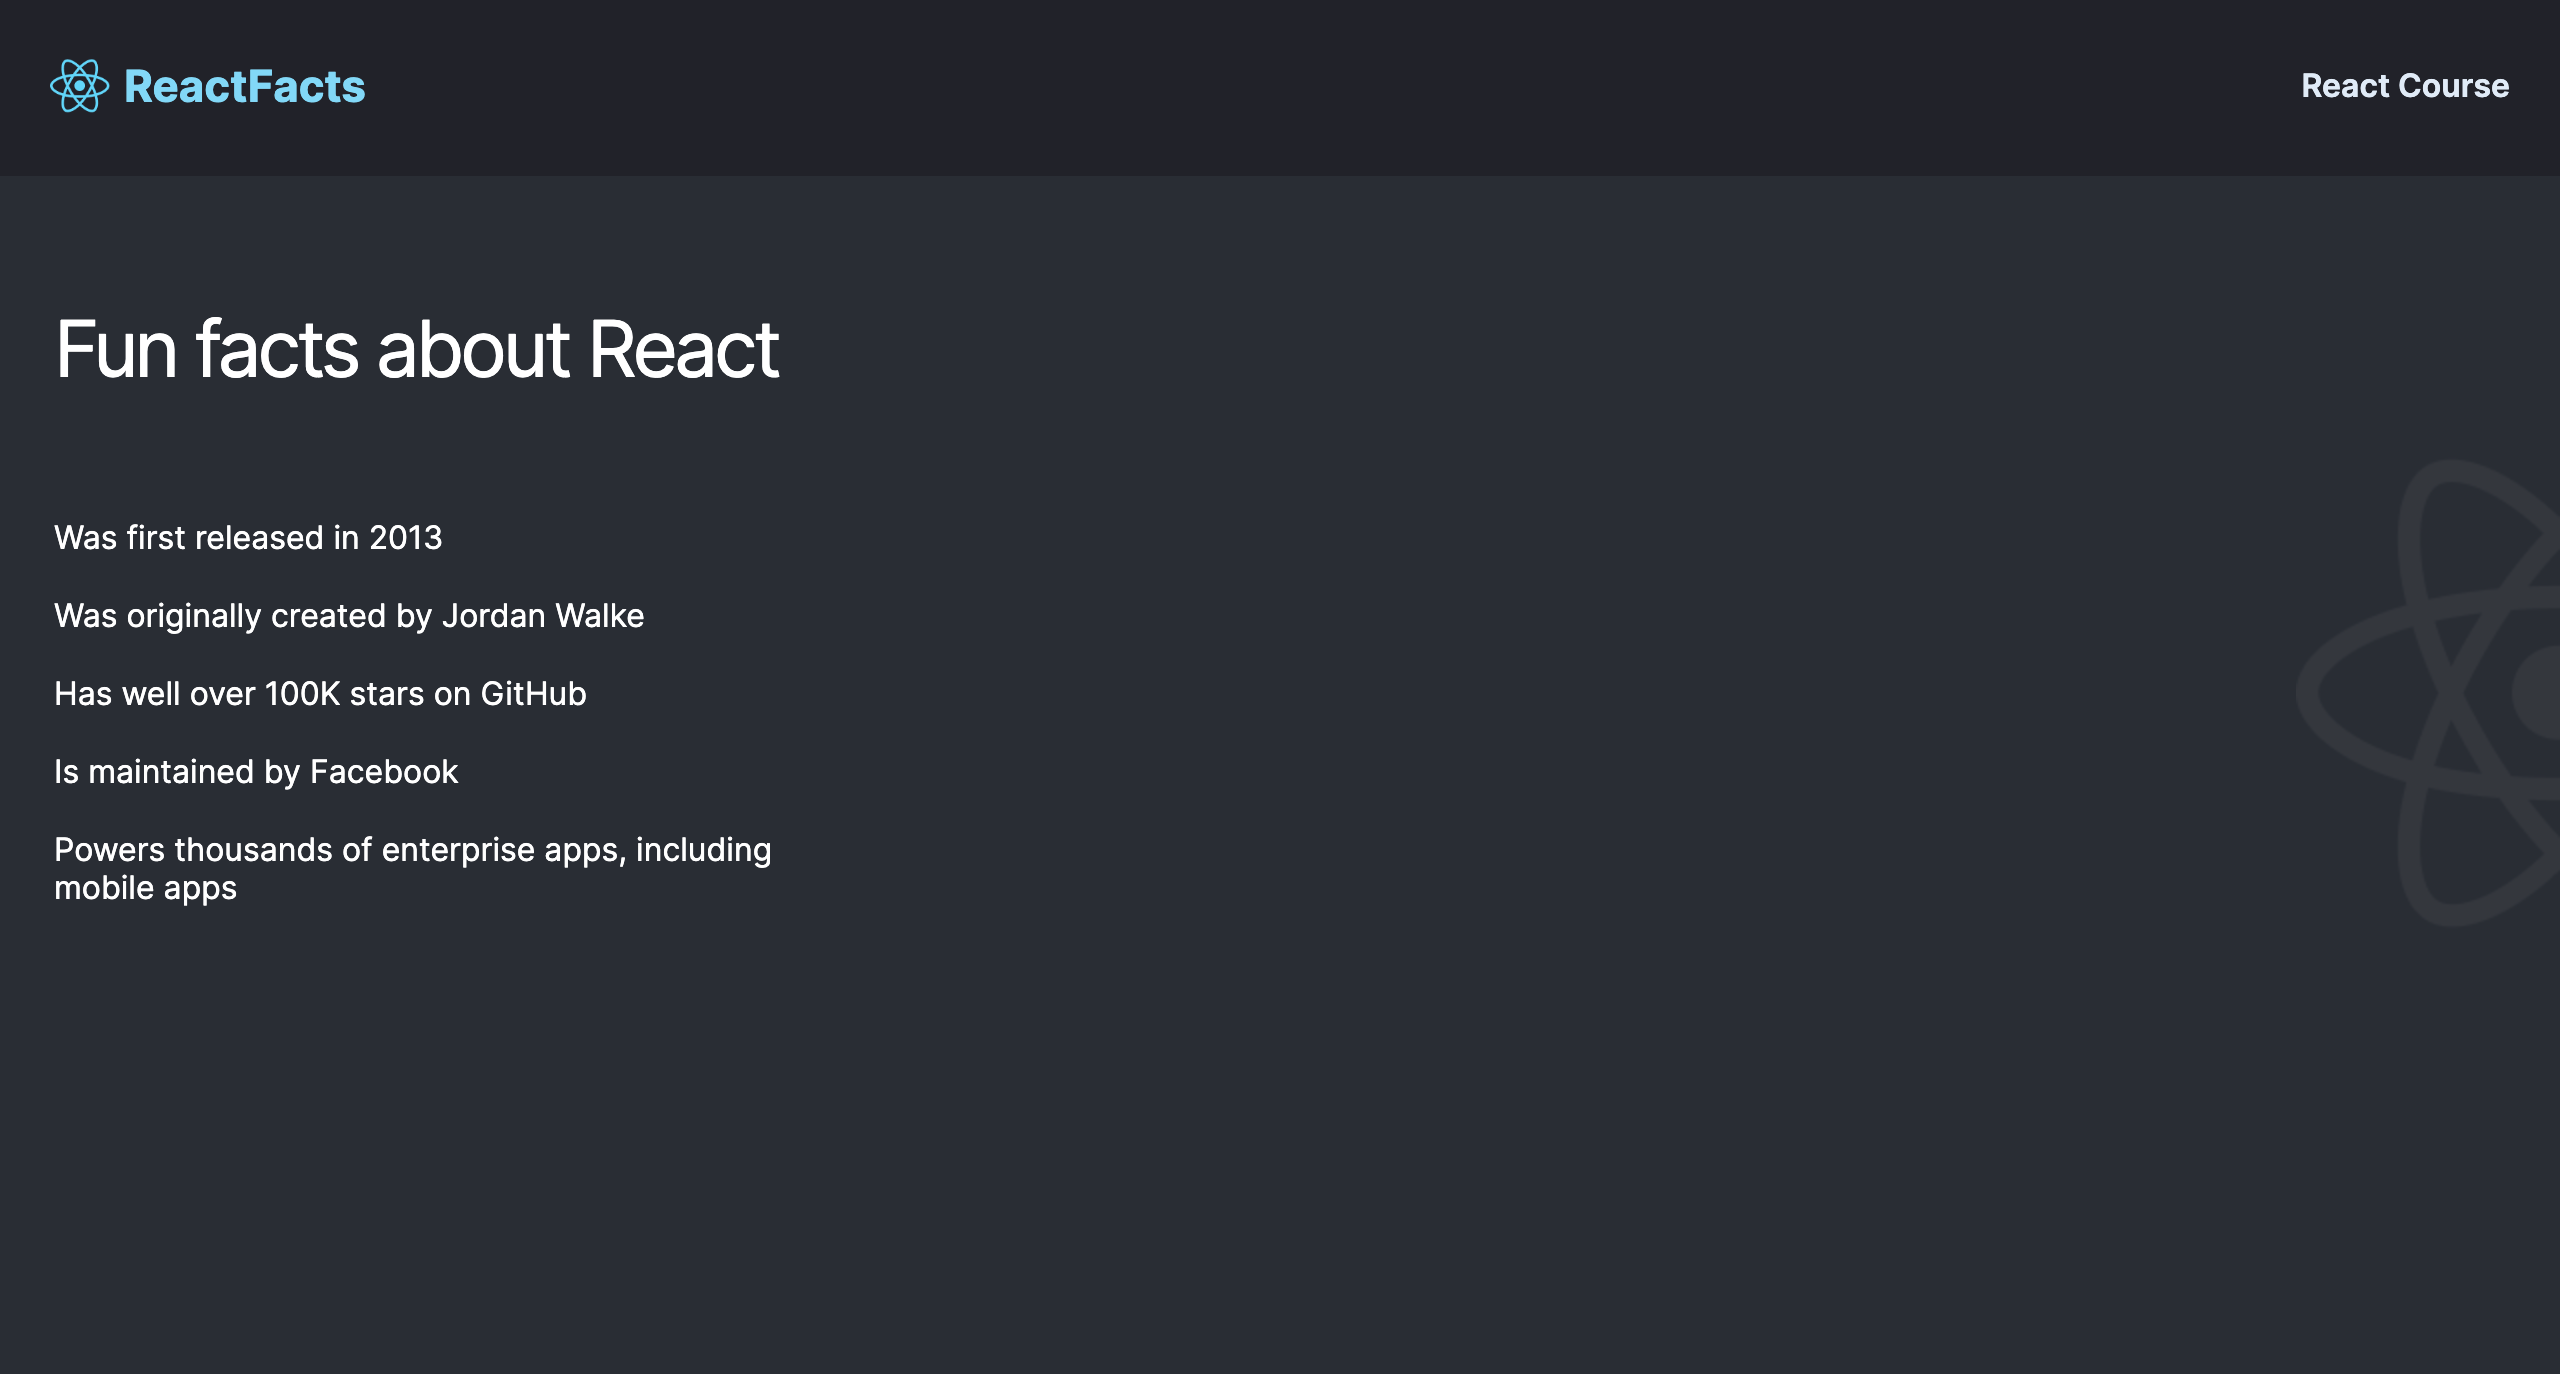 ReactFacts
React Course
Fun facts about React
Was first released in 2013
Was originally created by Jordan Walke
Has well over 100K stars on GitHub
Is maintained by Facebook
Powers thousands of enterprise apps, including
mobile apps